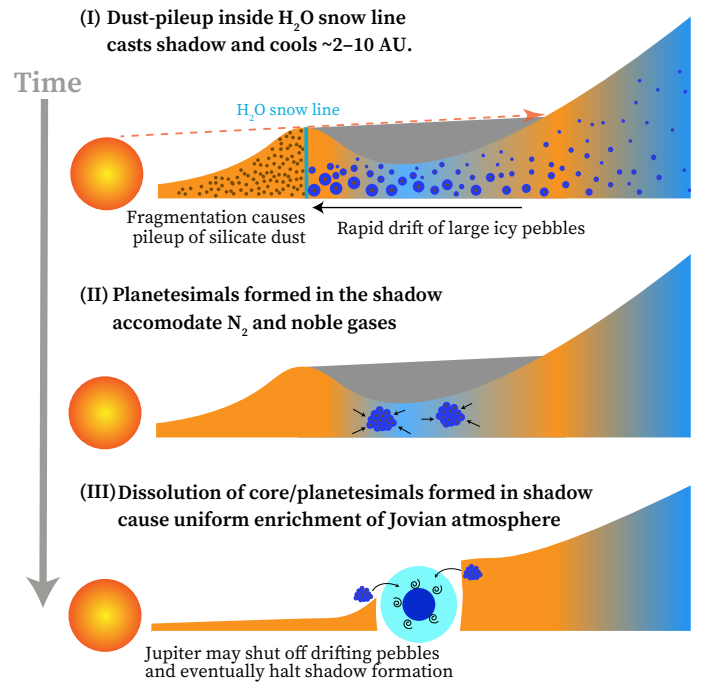 (I) Dust-pileup inside H₂O snow line
casts shadow and cools ~2–10 AU.
Time
H₂O snow line
Fragmentation causes
pileup of silicate dust
Rapid drift of large icy pebbles
(II) Planetesimals formed in the shadow
accomodate N₂ and noble gases
(III) Dissolution of core/planetesimals formed in shadow
cause uniform enrichment of Jovian atmosphere
Jupiter may shut off drifting pebbles
and eventually halt shadow formation